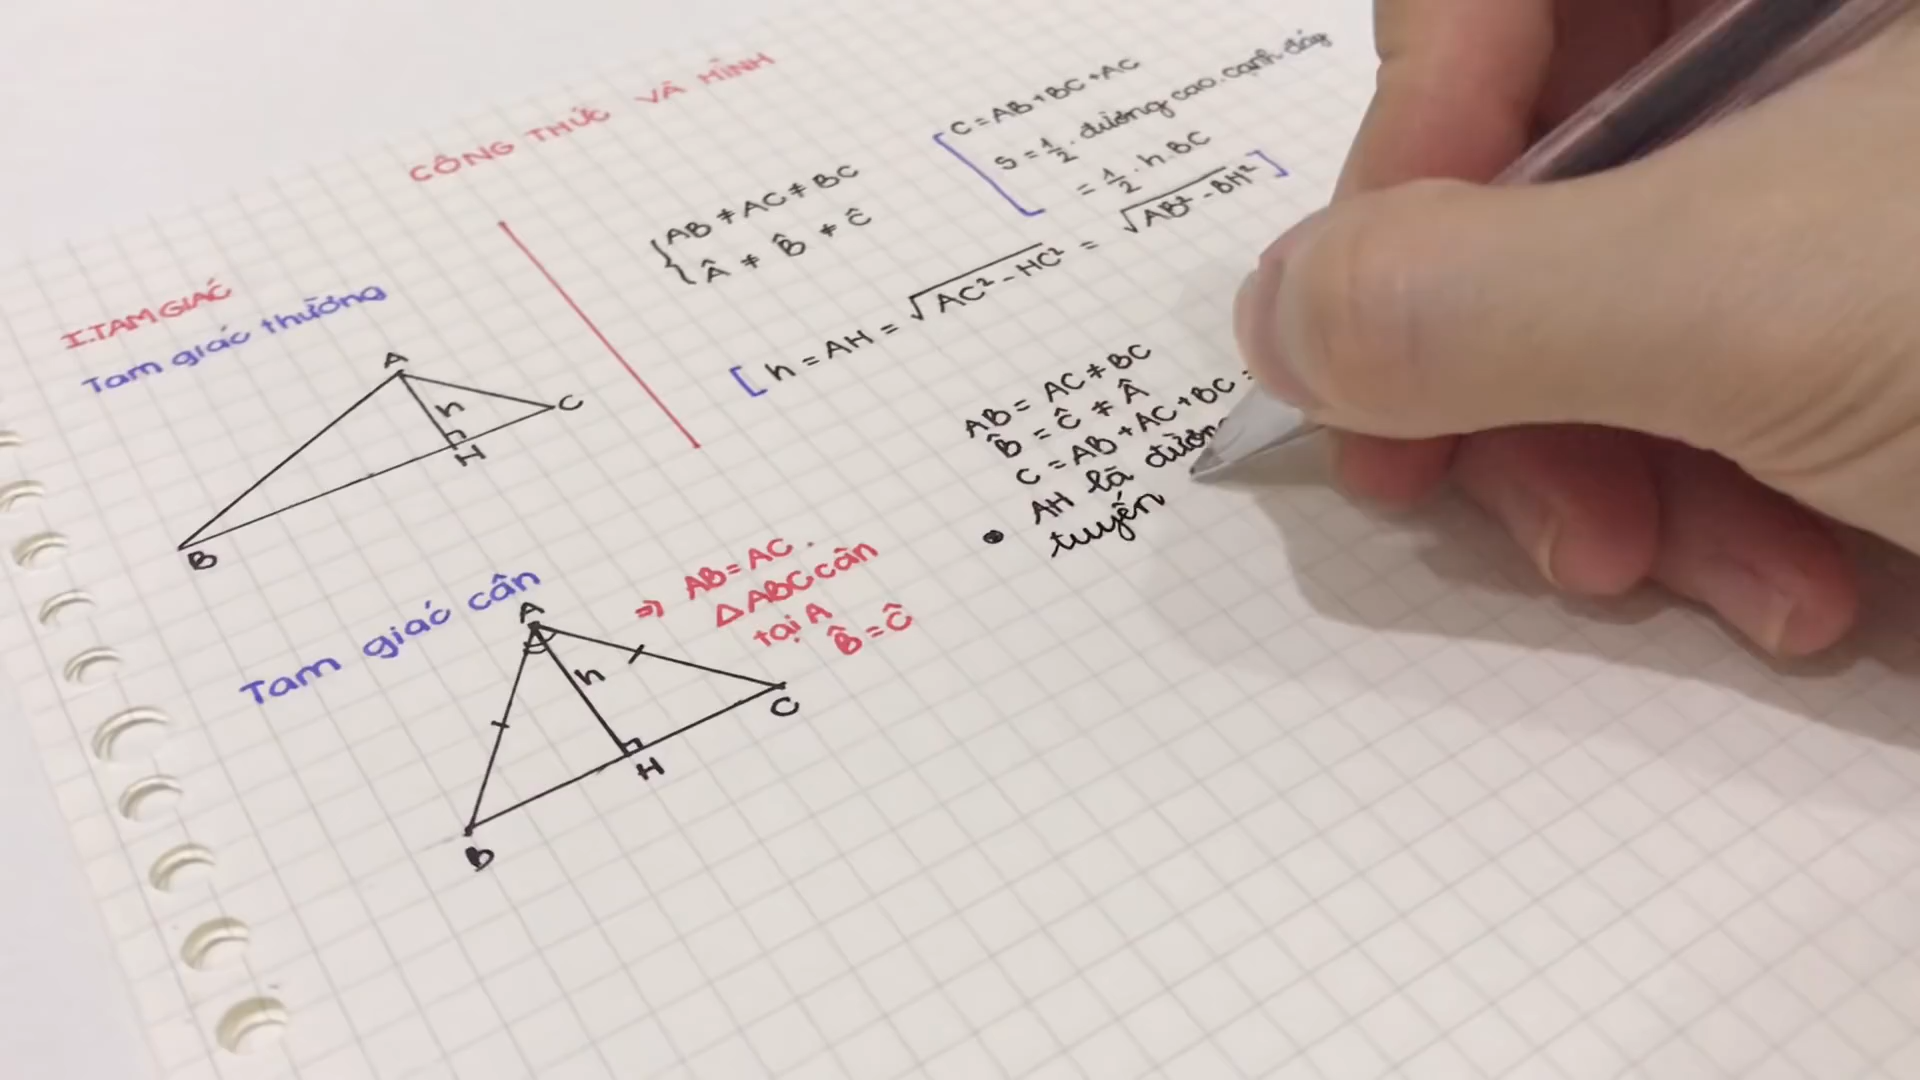 CÔNG THỨC VÀ HÌNH
I. TAM GIÁC
Tam giác thường
A
h
H
C
B
AB ≠ AC ≠ BC
Â ≠ B̂ ≠ Ĉ
C = AB + BC + AC
S = 1/2 . đường cao . cạnh đáy
= 1/2 . h . BC
[ h = AH = √AC² - HC² = √AB² - BH² ]
Tam giác cân
A
h
H
C
B
=> AB = AC .
Δ ABC cân
tại A
B̂ = Ĉ
AB = AC ≠ BC
B̂ = Ĉ ≠ Â
C = AB + AC + BC =
• AH là đường
tuyến